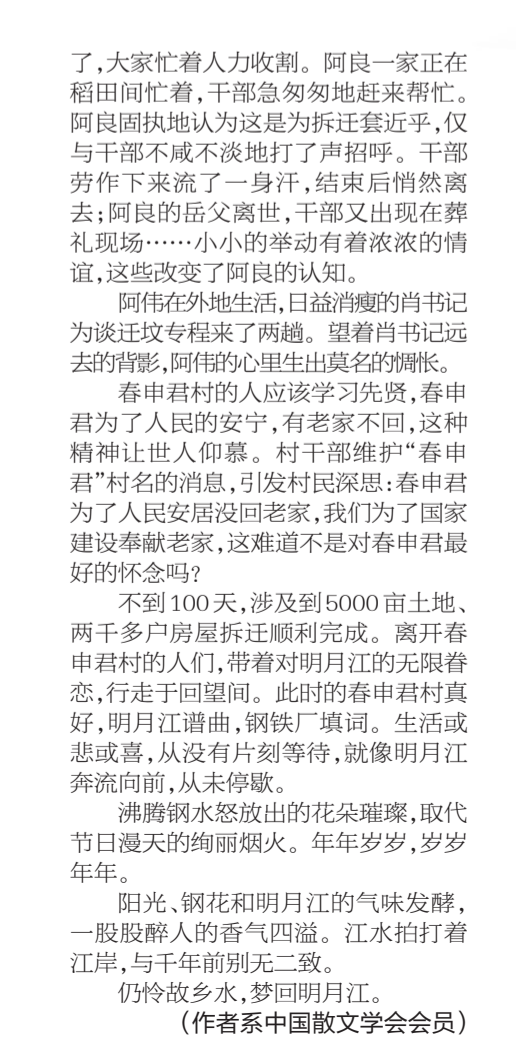 了,大家忙着人力收割。阿良一家正在
稻田间忙着,干部急匆匆地赶来帮忙。
阿良固执地认为这是为拆迁套近乎,仅
与干部不咸不淡地打了声招呼。干部
劳作下来流了一身汗,结束后悄然离
去;阿良的岳父离世,干部又出现在葬
礼现场……小小的举动有着浓浓的情
谊,这些改变了阿良的认知。
阿伟在外地生活,日益消瘦的肖书记
为谈迁坟专程来了两趟。望着肖书记远
去的背影,阿伟的心里生出莫名的惆怅。
春申君村的人应该学习先贤,春申
君为了人民的安宁,有老家不回,这种
精神让世人仰慕。村干部维护“春申
君”村名的消息,引发村民深思:春申君
为了人民安居没回老家,我们为了国家
建设奉献老家,这难道不是对春申君最
好的怀念吗?
不到100天,涉及到5000亩土地、
两千多户房屋拆迁顺利完成。离开春
申君村的人们,带着对明月江的无限眷
恋,行走于回望间。此时的春申君村真
好,明月江谱曲,钢铁厂填词。生活或
悲或喜,从没有片刻等待,就像明月江
奔流向前,从未停歇。
沸腾钢水怒放出的花朵璀璨,取代
节日漫天的绚丽烟火。年年岁岁,岁岁
年年。
阳光、钢花和明月江的气味发酵,
一股股醉人的香气四溢。江水拍打着
江岸,与千年前别无二致。
仍怜故乡水,梦回明月江。
(作者系中国散文学会会员)